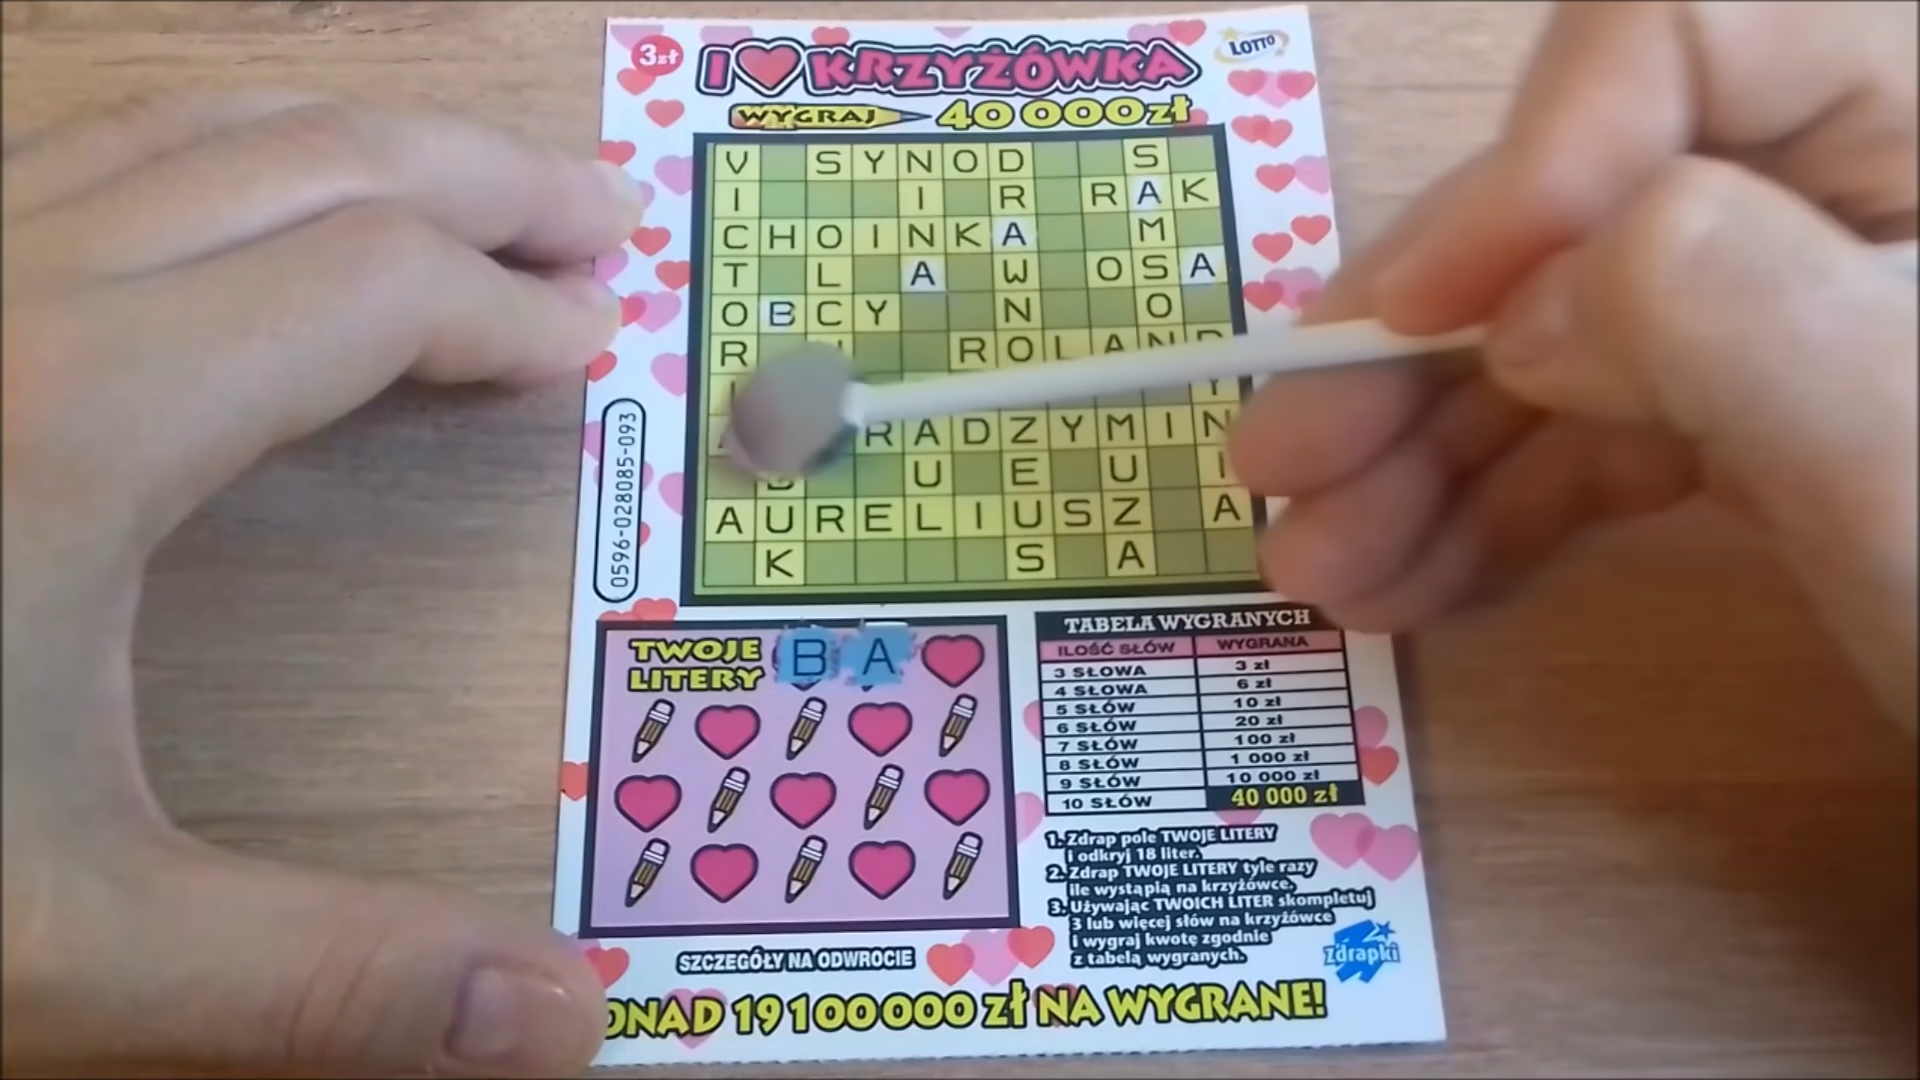 3zł I KRZYŻÓWKA LOTTO
WYGRAJ 40 000 zł
V SYNOD S
I I R RAK
CHOINKA M
T L A W OSA
OBCY N O
R ROLAND
Y
RADZYMIN
U E U I
AURELIUSZ A
K S A
0596-028085-093
TWOJE LITERY B A
TABELA WYGRANYCH
ILOŚĆ SŁÓW WYGRANA
3 SŁOWA 3 zł
4 SŁOWA 6 zł
5 SŁÓW 10 zł
6 SŁÓW 20 zł
7 SŁÓW 100 zł
8 SŁÓW 1 000 zł
9 SŁÓW 10 000 zł
10 SŁÓW 40 000 zł
1. Zdrap pole TWOJE LITERY
i odkryj 18 liter.
2. Zdrap TWOJE LITERY tyle razy
ile wystąpią na krzyżówce.
3. Używając TWOICH LITER skompletuj
3 lub więcej słów na krzyżówce
i wygraj kwotę zgodnie
z tabelą wygranych.
Zdrapki
SZCZEGÓŁY NA ODWROCIE
ONAD 19 100 000 zł NA WYGRANE!